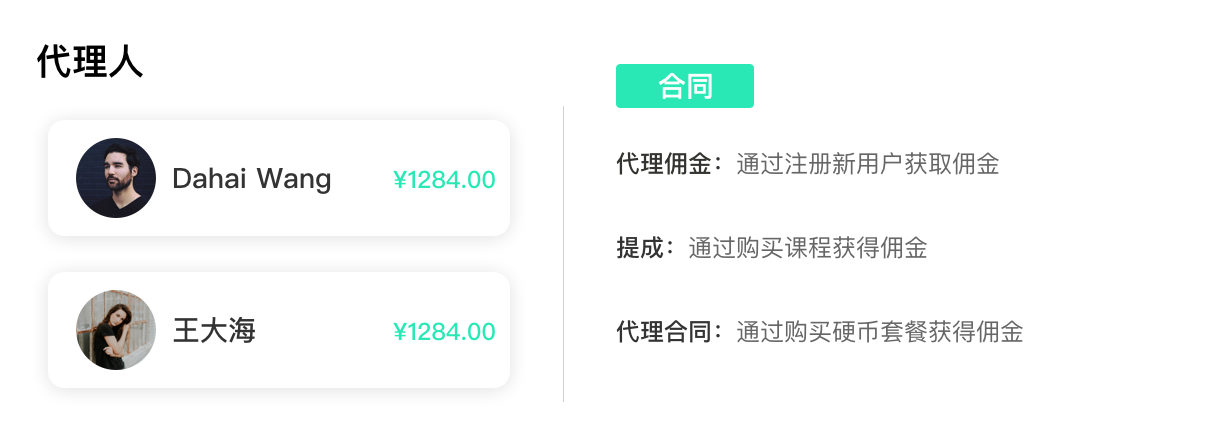 代理人
Dahai Wang
¥1284.00
王大海
¥1284.00
合同
代理佣金：通过注册新用户获取佣金
提成：通过购买课程获得佣金
代理合同：通过购买硬币套餐获得佣金